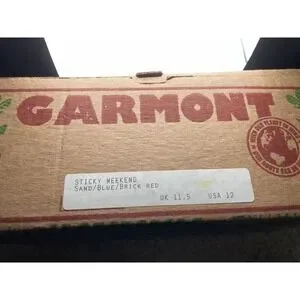 GARMONT
STICKY WEEKEND
SAND/BLUE/BRICK RED
UK 11.5 USA 12